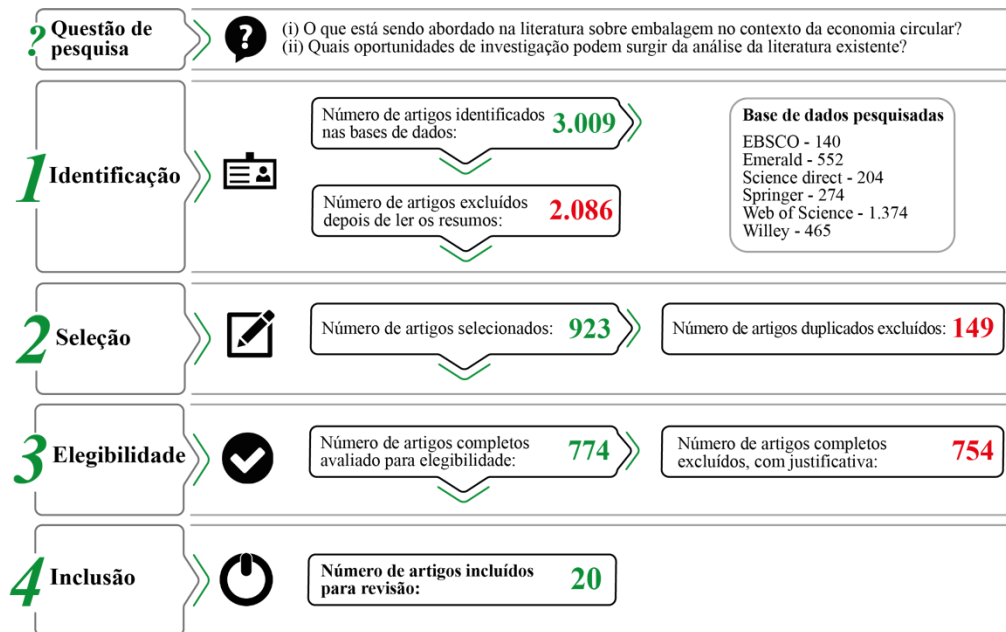 ? Questão de
pesquisa
?
(i) O que está sendo abordado na literatura sobre embalagem no contexto da economia circular?
(ii) Quais oportunidades de investigação podem surgir da análise da literatura existente?
1 Identificação
Número de artigos identificados
nas bases de dados: 3.009
Número de artigos excluídos
depois de ler os resumos: 2.086
Base de dados pesquisadas
EBSCO - 140
Emerald - 552
Science direct - 204
Springer - 274
Web of Science - 1.374
Willey - 465
2 Seleção
Número de artigos selecionados: 923
Número de artigos duplicados excluídos: 149
3 Elegibilidade
Número de artigos completos
avaliado para elegibilidade: 774
Número de artigos completos
excluídos, com justificativa: 754
4 Inclusão
Número de artigos incluídos
para revisão: 20